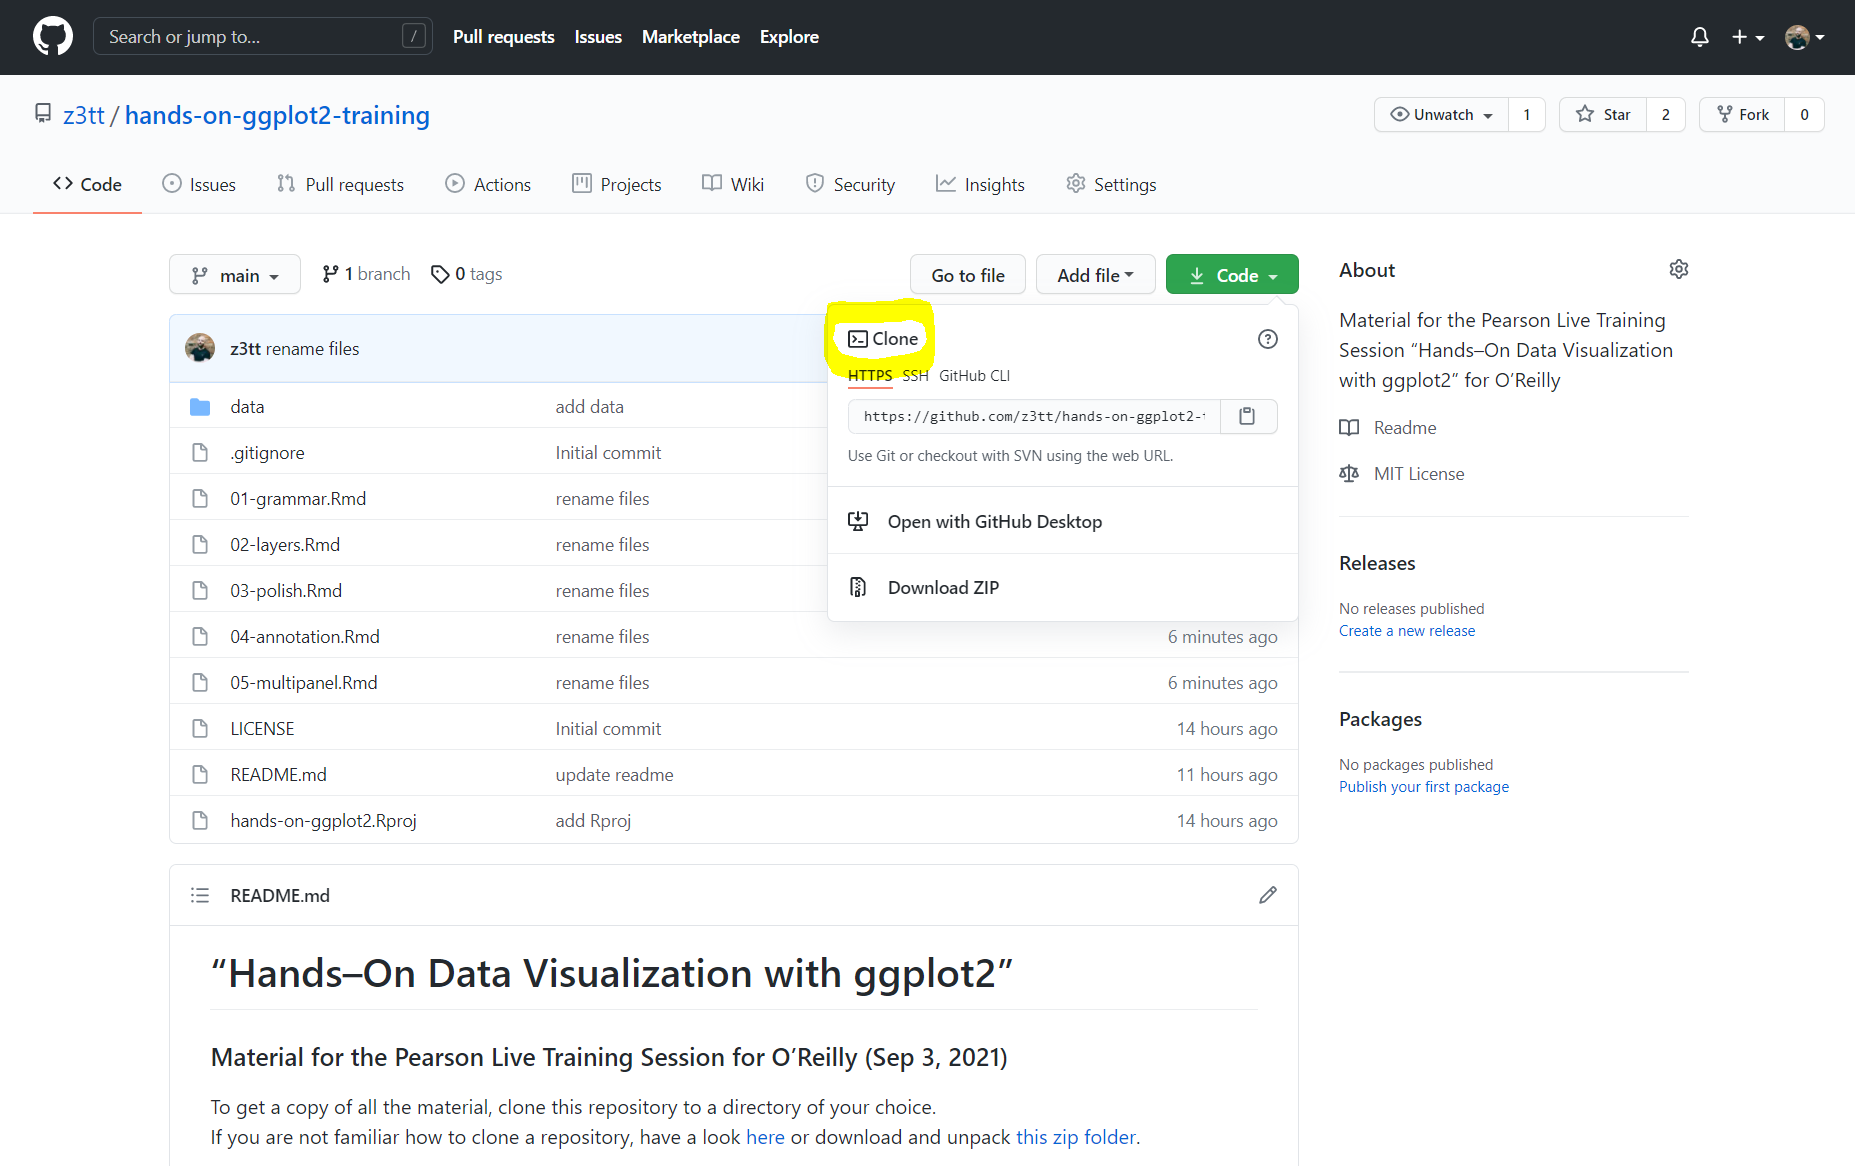 Search or jump to... /
Pull requests Issues Marketplace Explore
z3tt / hands-on-ggplot2-training
Unwatch 1 Star 2 Fork 0
Code Issues Pull requests Actions Projects Wiki Security Insights Settings
main 1 branch 0 tags Go to file Add file Code
z3tt rename files
data add data
.gitignore Initial commit
01-grammar.Rmd rename files
02-layers.Rmd rename files
03-polish.Rmd rename files
04-annotation.Rmd rename files 6 minutes ago
05-multipanel.Rmd rename files 6 minutes ago
LICENSE Initial commit 14 hours ago
README.md update readme 11 hours ago
hands-on-ggplot2.Rproj add Rproj 14 hours ago
Clone
HTTPS SSH GitHub CLI
https://github.com/z3tt/hands-on-ggplot2-
Use Git or checkout with SVN using the web URL.
Open with GitHub Desktop
Download ZIP
About
Material for the Pearson Live Training
Session “Hands–On Data Visualization
with ggplot2” for O’Reilly
Readme
MIT License
Releases
No releases published
Create a new release
Packages
No packages published
Publish your first package
README.md
“Hands–On Data Visualization with ggplot2”
Material for the Pearson Live Training Session for O’Reilly (Sep 3, 2021)
To get a copy of all the material, clone this repository to a directory of your choice.
If you are not familiar how to clone a repository, have a look here or download and unpack this zip folder.